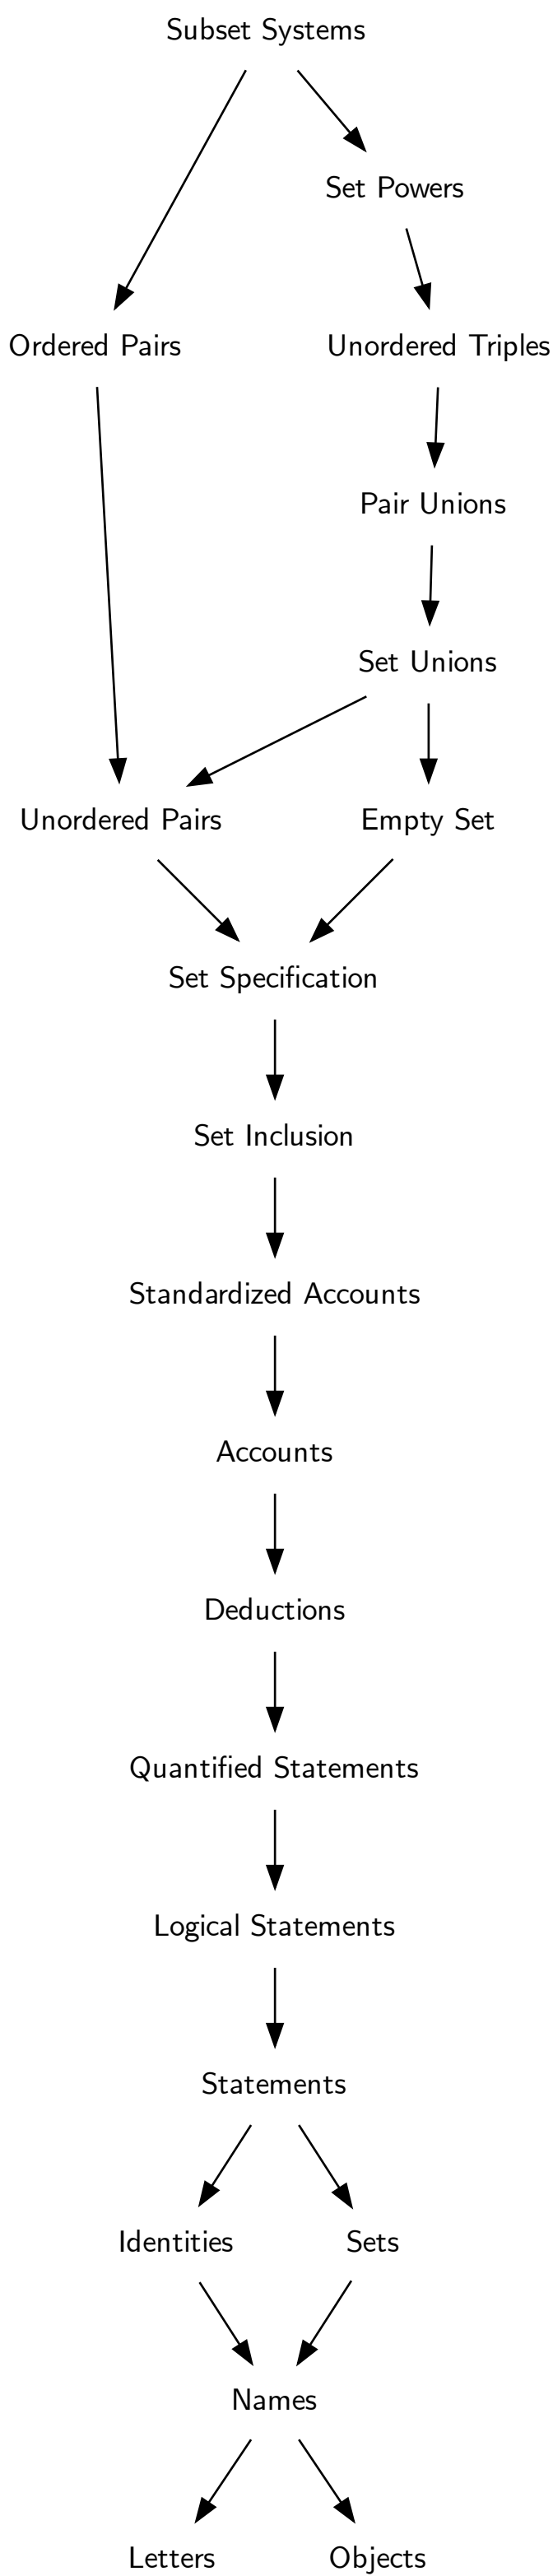 Subset Systems
Set Powers
Ordered Pairs
Unordered Triples
Pair Unions
Set Unions
Unordered Pairs
Empty Set
Set Specification
Set Inclusion
Standardized Accounts
Accounts
Deductions
Quantified Statements
Logical Statements
Statements
Identities
Sets
Names
Letters
Objects